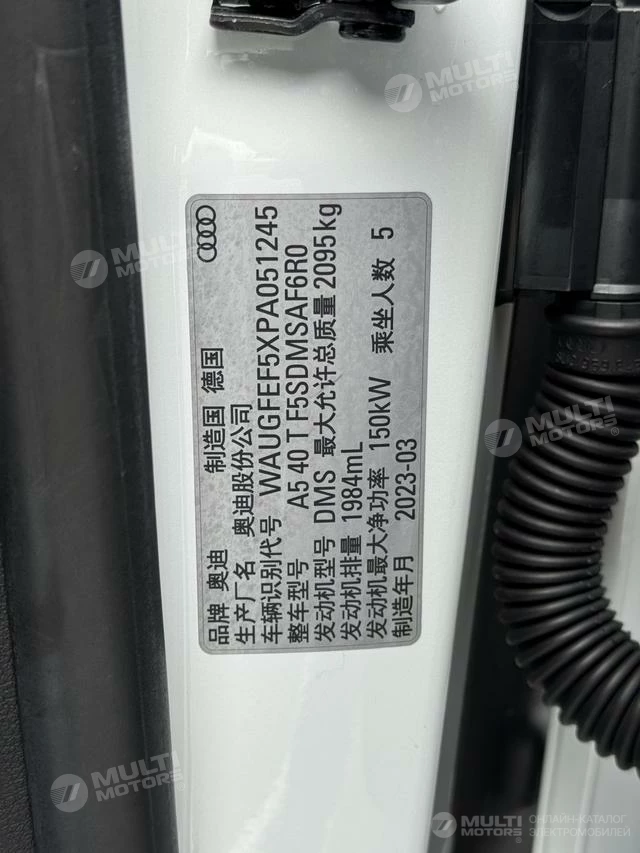 品牌 奥迪 制造国 德国
生产厂名 奥迪股份公司
车辆识别代号 WAUGFEF5XPA051245
整车型号 A5 40 T F5SDMSAF6R0
发动机型号 DMS 最大允许总质量 2095kg
发动机排量 1984mL
发动机最大净功率 150kW 乘坐人数 5
制造年月 2023-03
MULTI
MOTORS
MULTI
MOTORS
MULTI
MOTORS
MULTI
MOTORS
MULTI
MOTORS
ОНЛАЙН-КАТАЛОГ
ЭЛЕКТРОМОБИЛЕЙ